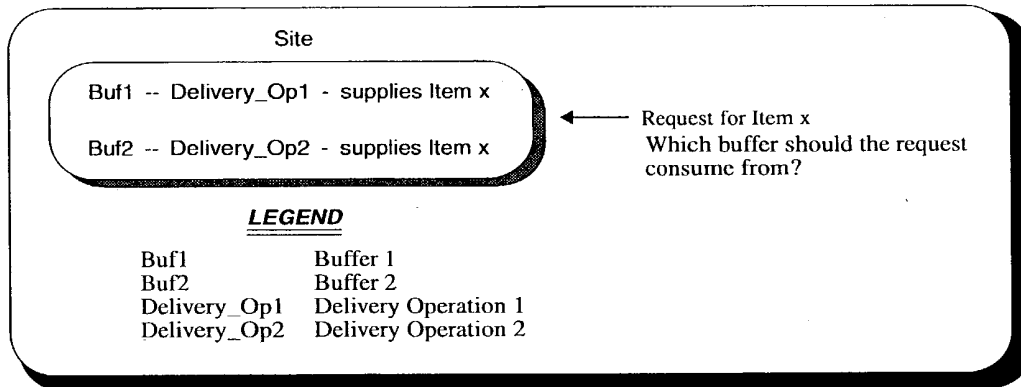 Site
Buf1 -- Delivery_Op1 - supplies Item x
Buf2 -- Delivery_Op2 - supplies Item x
Request for Item x
Which buffer should the request
consume from?
LEGEND
Buf1 Buffer 1
Buf2 Buffer 2
Delivery_Op1 Delivery Operation 1
Delivery_Op2 Delivery Operation 2